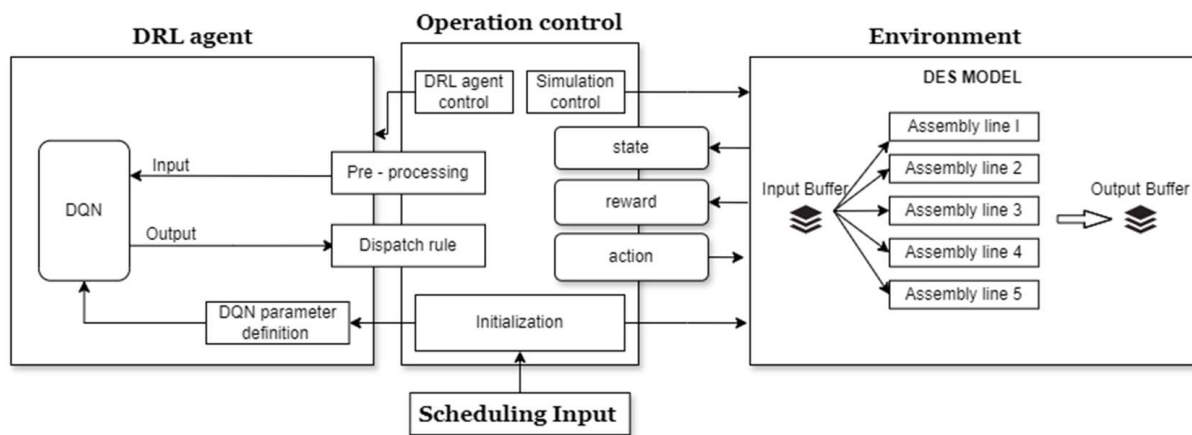 DRL agent
Operation control
Environment
DRL agent
control
Simulation
control
DES MODEL
state
reward
action
Input
Pre - processing
DQN
Output
Dispatch rule
DQN parameter
definition
Initialization
Scheduling Input
Input Buffer
Assembly line I
Assembly line 2
Assembly line 3
Assembly line 4
Assembly line 5
Output Buffer